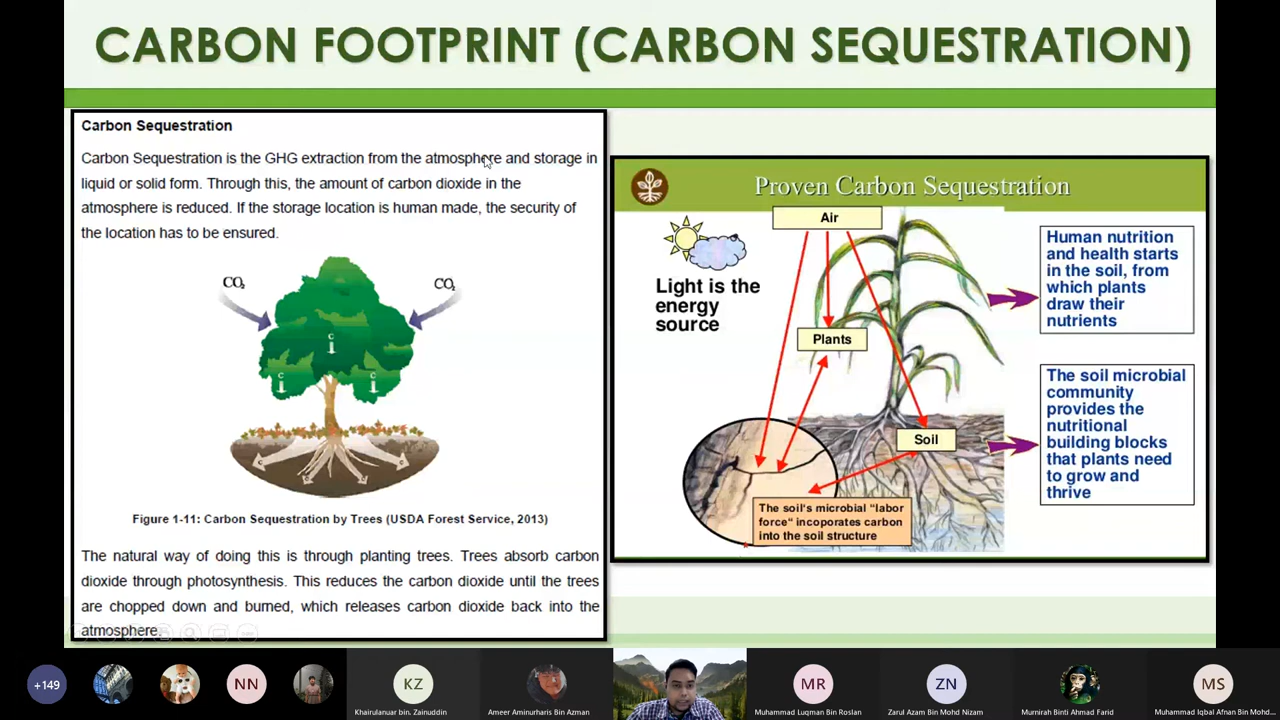 CARBON FOOTPRINT (CARBON SEQUESTRATION)
Carbon Sequestration
Carbon Sequestration is the GHG extraction from the atmosphere and storage in
liquid or solid form. Through this, the amount of carbon dioxide in the
atmosphere is reduced. If the storage location is human made, the security of
the location has to be ensured.
CO₂
CO₂
C
C
C
C
C
C
C
Figure 1-11: Carbon Sequestration by Trees (USDA Forest Service, 2013)
The natural way of doing this is through planting trees. Trees absorb carbon
dioxide through photosynthesis. This reduces the carbon dioxide until the trees
are chopped down and burned, which releases carbon dioxide back into the
atmosphere.
Proven Carbon Sequestration
Air
Light is the
energy
source
Plants
Soil
The soil's microbial "labor
force" incoporates carbon
into the soil structure
Human nutrition
and health starts
in the soil, from
which plants
draw their
nutrients
The soil microbial
community
provides the
nutritional
building blocks
that plants need
to grow and
thrive
+149
NN
KZ
Khairulanuar bin. Zainuddin
Ameer Aminurharis Bin Azman
MR
Muhammad Luqman Bin Roslan
ZN
Zarul Azam Bin Mohd Nizam
Murnirah Binti Ahmad Farid
MS
Muhammad Iqbal Afnan Bin Mohd...